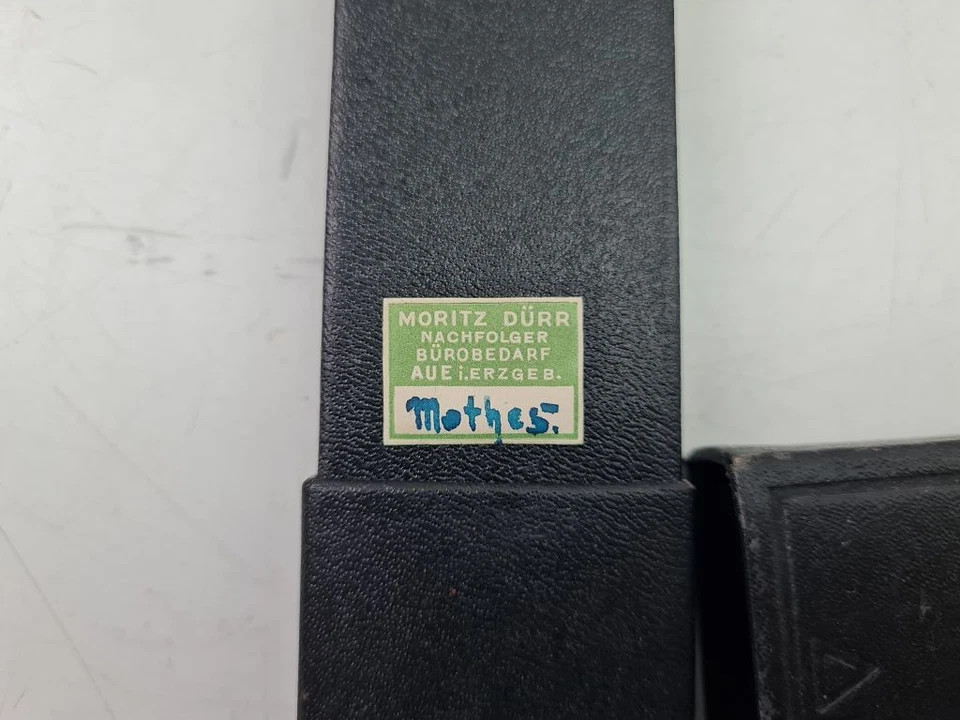 MORITZ DÜRR
NACHFOLGER
BÜROBEDARF
AUE i. ERZGEB.
Mothes.